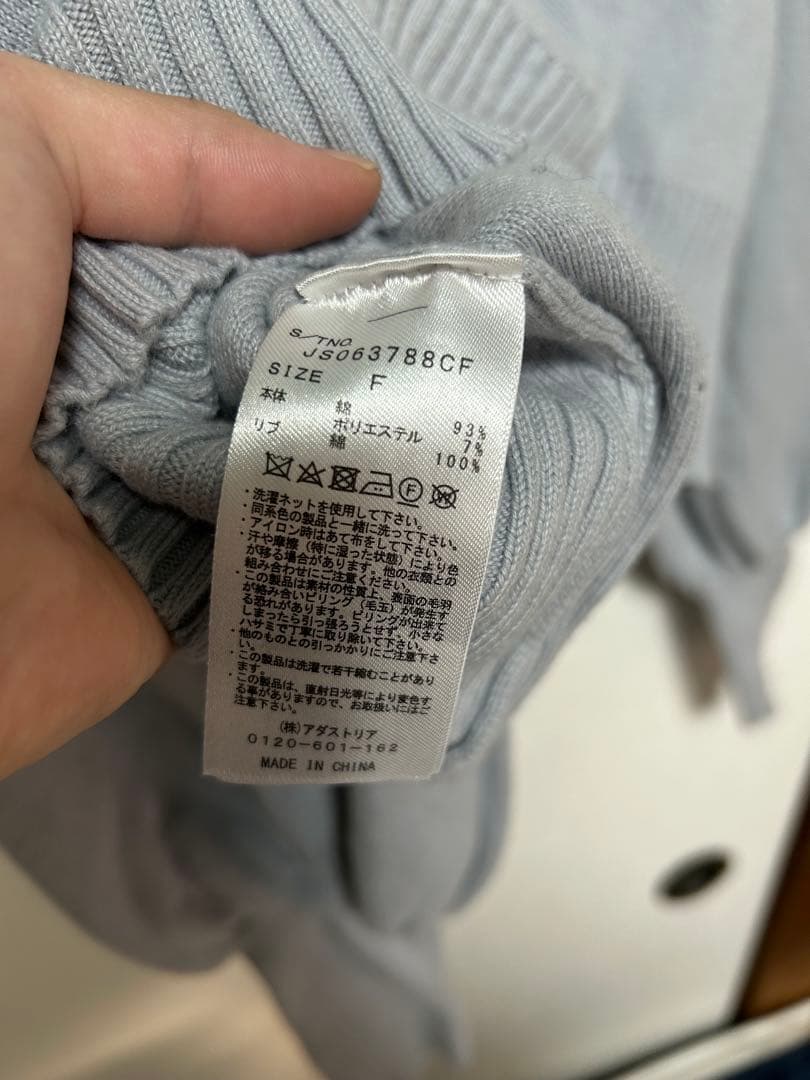 S/TNO.
JS063788CF
SIZE F
本体 綿 93%
ポリエステル 7%
リブ 綿 100%
F W
・洗濯ネットを使用して下さい。
・同系色の製品と一緒に洗って下さい。
・アイロン時はあて布をして下さい。
・汗や摩擦(特に湿った状態)により色
が移る場合があります。他の衣類との
組み合わせにご注意ください。
・この製品は素材の性質上、表面の毛羽
が絡み合いピリング(毛玉)が発生す
る恐れがあります。ピリングが出来て
しまったら引っ張ろうとせず、小さな
ハサミで丁寧に取り除いて下さい。
・他のものとの引っかかりにご注意下さ
い。
・この製品は洗濯で若干縮むことがあり
ます。
・この製品は、直射日光等により変色す
る事がありますので、お取扱いにはご
注意下さい。
(株)アダストリア
0120-601-162
MADE IN CHINA